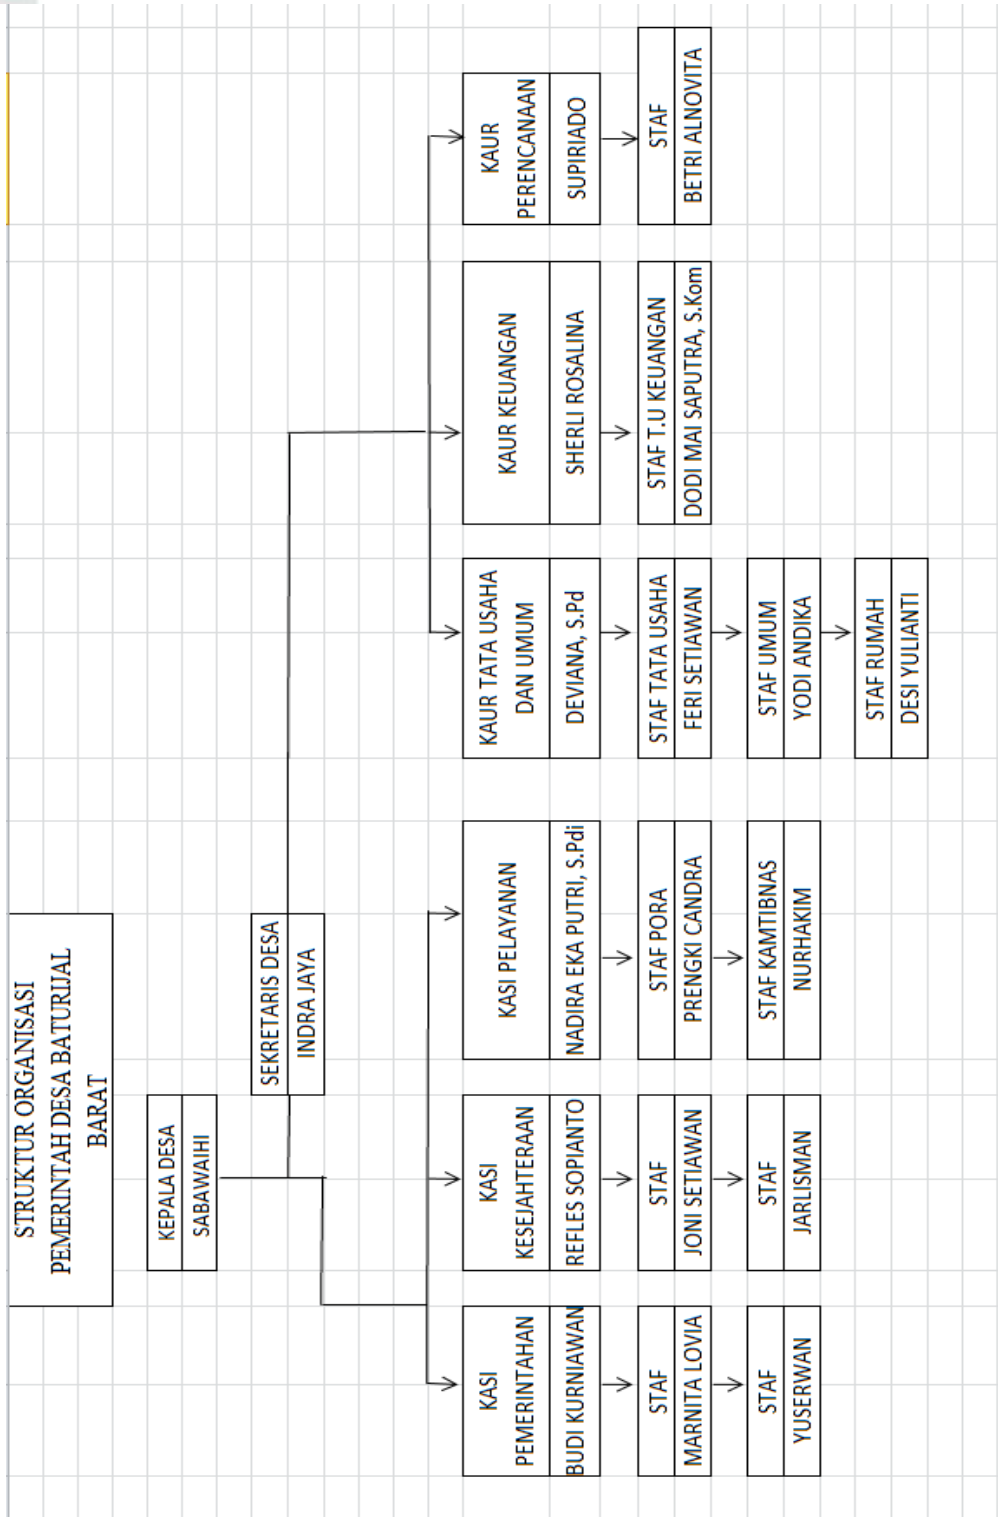 STRUKTUR ORGANISASI
PEMERINTAH DESA BATURIJAL
BARAT
KEPALA DESA
SABAWAIHI
SEKRETARIS DESA
INDRA JAYA
KASI
PEMERINTAHAN
BUDI KURNIAWAN
STAF
MARNITA LOVIA
STAF
YUSERWAN
KASI
KESEJAHTERAAN
REFLES SOPIANTO
STAF
JONI SETIAWAN
STAF
JARLISMAN
KASI PELAYANAN
NADIRA EKA PUTRI, S.Pdi
STAF PORA
PRENGKI CANDRA
STAF KAMTIBNAS
NURHAKIM
KAUR TATA USAHA
DAN UMUM
DEVIANA, S.Pd
STAF TATA USAHA
FERI SETIAWAN
STAF UMUM
YODI ANDIKA
STAF RUMAH
DESI YULIANTI
KAUR KEUANGAN
SHERLI ROSALINA
STAF T.U KEUANGAN
DODI MAI SAPUTRA, S.Kom
KAUR
PERENCANAAN
SUPIRIADO
STAF
BETRI ALNOVITA